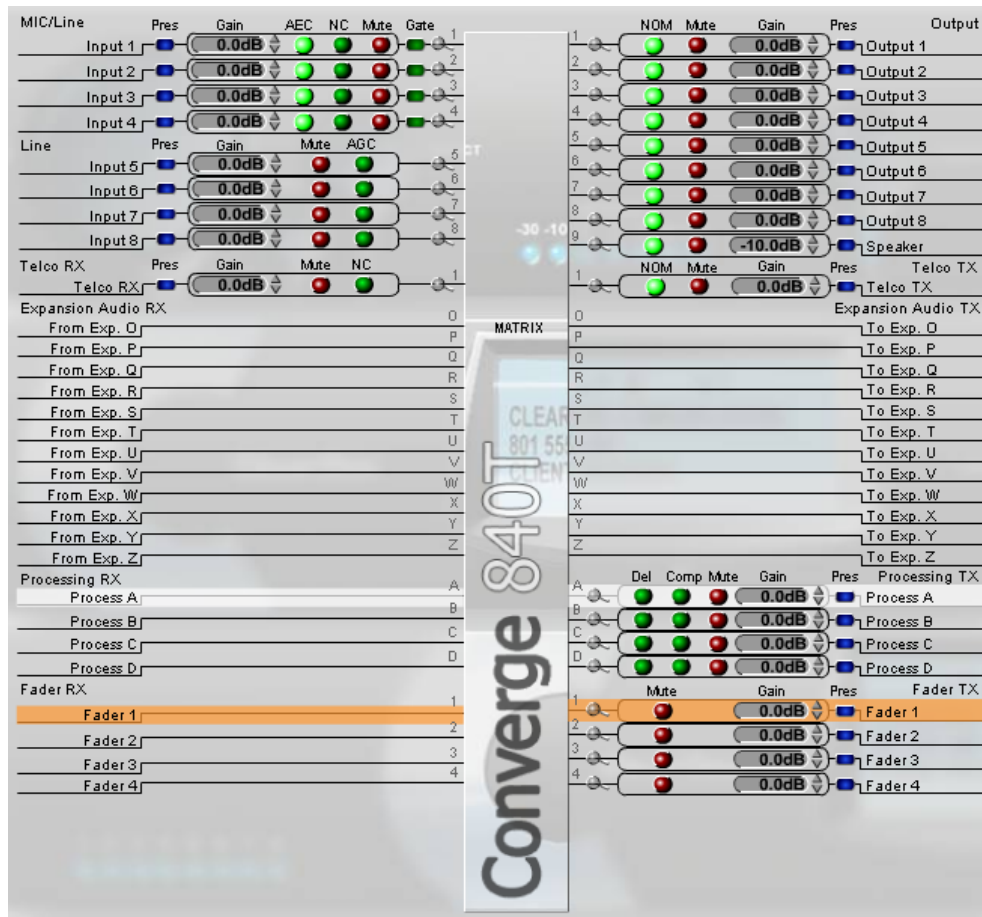 MIC/Line Pres Gain AEC NC Mute Gate NOM Mute Gain Pres Output
Input 1 0.0dB 1 1 0.0dB Output 1
Input 2 0.0dB 2 2 0.0dB Output 2
Input 3 0.0dB 3 3 0.0dB Output 3
Input 4 0.0dB 4 4 0.0dB Output 4
Line Pres Gain Mute AGC
Input 5 0.0dB 5 5 0.0dB Output 5
Input 6 0.0dB 6 6 0.0dB Output 6
Input 7 0.0dB 7 7 0.0dB Output 7
Input 8 0.0dB 8 8 0.0dB Output 8
-30 -10
9 -10.0dB Speaker
Telco RX Pres Gain Mute NC NOM Mute Gain Pres Telco TX
Telco RX 0.0dB 1 1 0.0dB Telco TX
Expansion Audio RX Expansion Audio TX
From Exp. O O O To Exp. O
MATRIX
From Exp. P P P To Exp. P
From Exp. Q Q Q To Exp. Q
From Exp. R R R To Exp. R
From Exp. S S S To Exp. S
From Exp. T T T To Exp. T
From Exp. U U U To Exp. U
From Exp. V V V To Exp. V
From Exp. W W W To Exp. W
From Exp. X X X To Exp. X
From Exp. Y Y Y To Exp. Y
From Exp. Z Z Z To Exp. Z
Processing RX Del Comp Mute Gain Pres Processing TX
Process A A A 0.0dB Process A
Process B B B 0.0dB Process B
Process C C C 0.0dB Process C
Process D D D 0.0dB Process D
Fader RX Mute Gain Pres Fader TX
Fader 1 1 1 0.0dB Fader 1
Fader 2 2 2 0.0dB Fader 2
Fader 3 3 3 0.0dB Fader 3
Fader 4 4 4 0.0dB Fader 4
Converge 840T